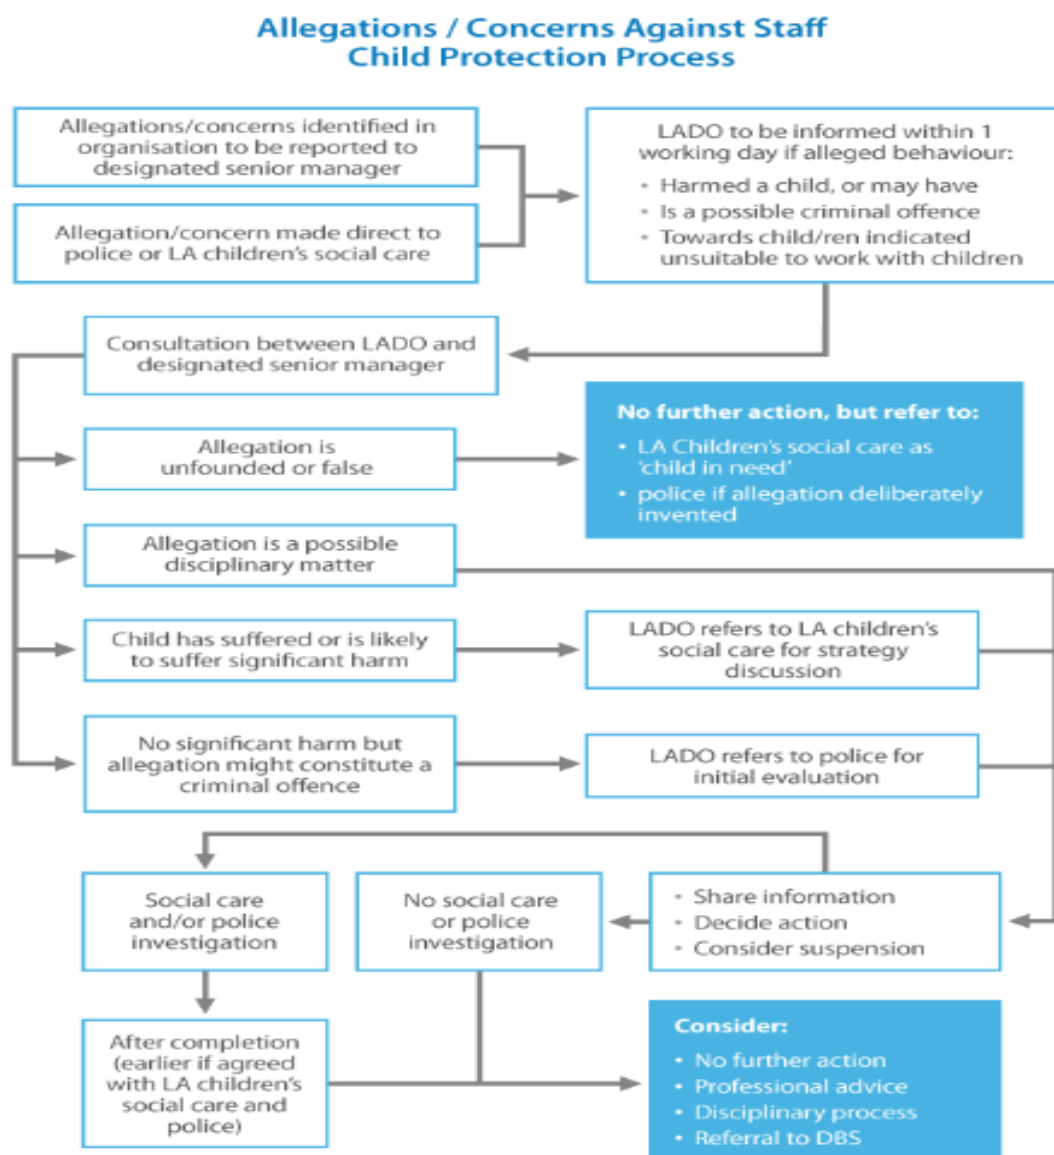 Allegations / Concerns Against Staff
Child Protection Process
Allegations/concerns identified in
organisation to be reported to
designated senior manager
Allegation/concern made direct to
police or LA children's social care
LADO to be informed within 1
working day if alleged behaviour:
• Harmed a child, or may have
• Is a possible criminal offence
• Towards child/ren indicated
unsuitable to work with children
Consultation between LADO and
designated senior manager
Allegation is
unfounded or false
No further action, but refer to:
• LA Children's social care as
'child in need'
• police if allegation deliberately
invented
Allegation is a possible
disciplinary matter
Child has suffered or is likely
to suffer significant harm
LADO refers to LA children's
social care for strategy
discussion
No significant harm but
allegation might constitute a
criminal offence
LADO refers to police for
initial evaluation
Social care
and/or police
investigation
No social care
or police
investigation
• Share information
• Decide action
• Consider suspension
After completion
(earlier if agreed
with LA children's
social care and
police)
Consider:
• No further action
• Professional advice
• Disciplinary process
• Referral to DBS